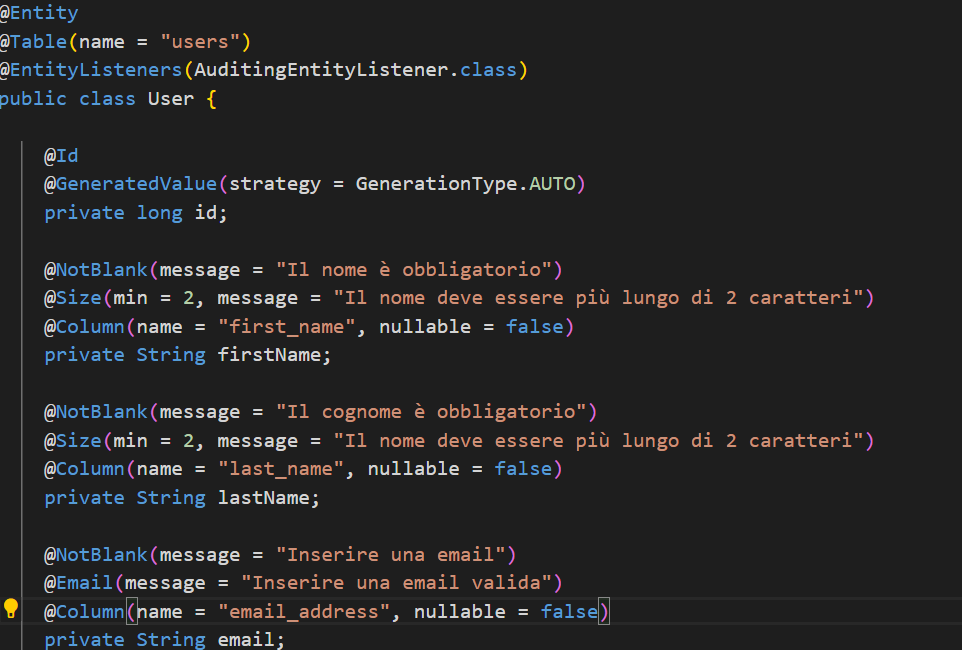 @Entity
@Table(name = "users")
@EntityListeners(AuditingEntityListener.class)
public class User {
@Id
@GeneratedValue(strategy = GenerationType.AUTO)
private long id;
@NotBlank(message = "Il nome è obbligatorio")
@Size(min = 2, message = "Il nome deve essere più lungo di 2 caratteri")
@Column(name = "first_name", nullable = false)
private String firstName;
@NotBlank(message = "Il cognome è obbligatorio")
@Size(min = 2, message = "Il nome deve essere più lungo di 2 caratteri")
@Column(name = "last_name", nullable = false)
private String lastName;
@NotBlank(message = "Inserire una email")
@Email(message = "Inserire una email valida")
@Column(name = "email_address", nullable = false)
private String email;